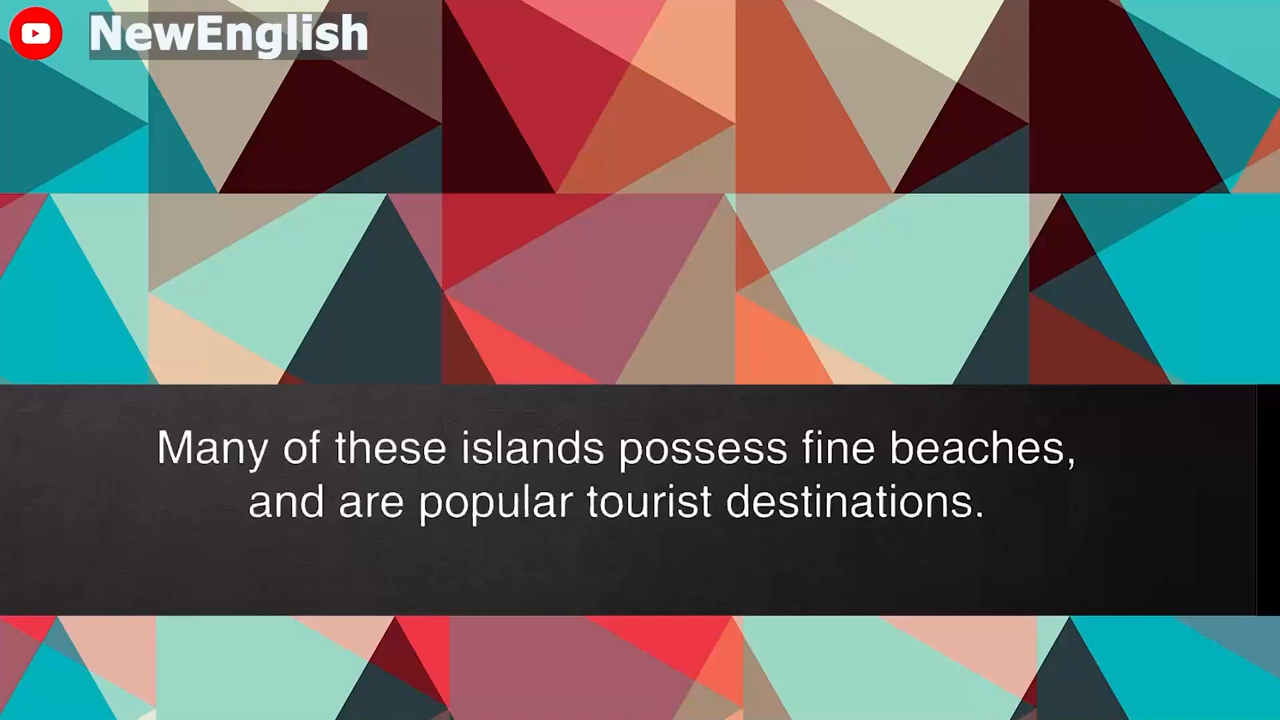 NewEnglish
Many of these islands possess fine beaches,
and are popular tourist destinations.